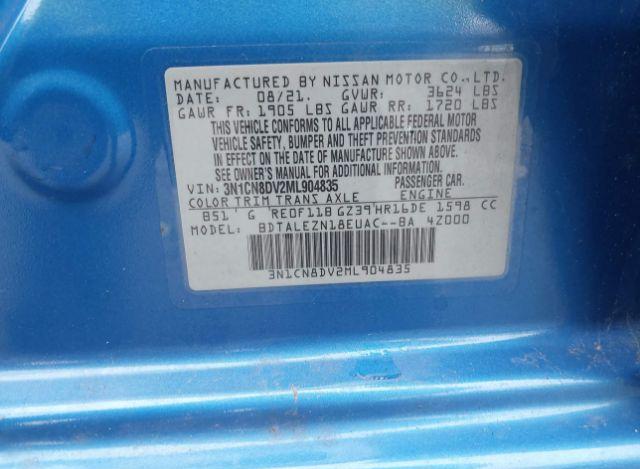 MANUFACTURED BY NISSAN MOTOR CO.,LTD.
DATE: 08/21. GVWR: 3624 LBS
GAWR FR: 1905 LBS GAWR RR: 1720 LBS
THIS VEHICLE CONFORMS TO ALL APPLICABLE FEDERAL MOTOR
VEHICLE SAFETY, BUMPER AND THEFT PREVENTION STANDARDS
IN EFFECT ON THE DATE OF MANUFACTURE SHOWN ABOVE.
SEE OWNER'S MANUAL FOR ADDITIONAL INFORMATION.
VIN: 3N1CN8DV2ML904835 PASSENGER CAR.
COLOR TRIM TRANS AXLE ENGINE
B51 G RE0F11B GZ39 HR16DE 1598 CC
BDTALEZN18EUAC--BA 4Z000
3N1CN8DV2ML904835